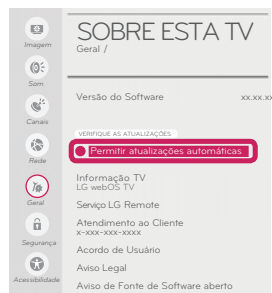 SOBRE ESTA TV
Geral /
Imagem
Som
Canais
Rede
Geral
Segurança
Acessibilidade
Versão do Software xx.xx.xx
VERIFIQUE AS ATUALIZAÇÕES
Permitir atualizações automáticas
Informação TV
LG webOS TV
Serviço LG Remote
Atendimento ao Cliente
x-xxx-xxx-xxxx
Acordo de Usuário
Aviso Legal
Aviso de Fonte de Software aberto